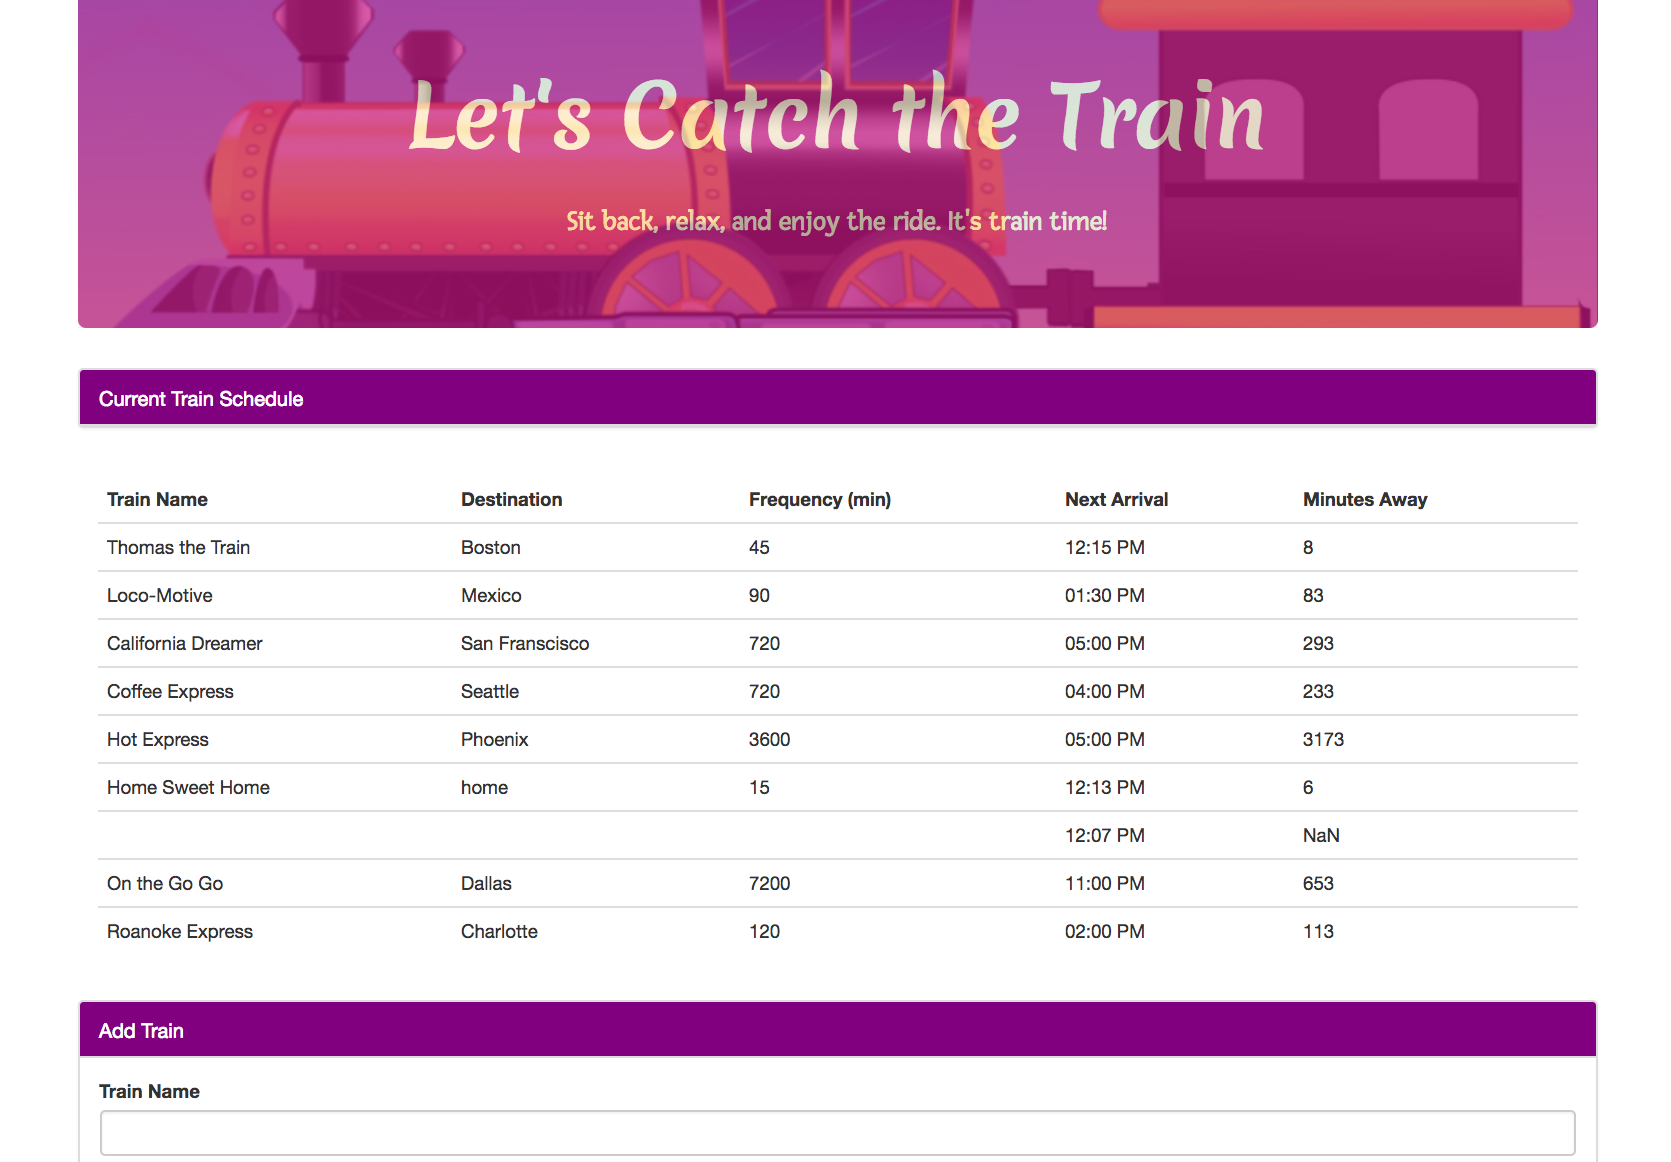 Let's Catch the Train
Sit back, relax, and enjoy the ride. It's train time!
Current Train Schedule
Train Name Destination Frequency (min) Next Arrival Minutes Away
Thomas the Train Boston 45 12:15 PM 8
Loco-Motive Mexico 90 01:30 PM 83
California Dreamer San Franscisco 720 05:00 PM 293
Coffee Express Seattle 720 04:00 PM 233
Hot Express Phoenix 3600 05:00 PM 3173
Home Sweet Home home 15 12:13 PM 6
12:07 PM NaN
On the Go Go Dallas 7200 11:00 PM 653
Roanoke Express Charlotte 120 02:00 PM 113
Add Train
Train Name